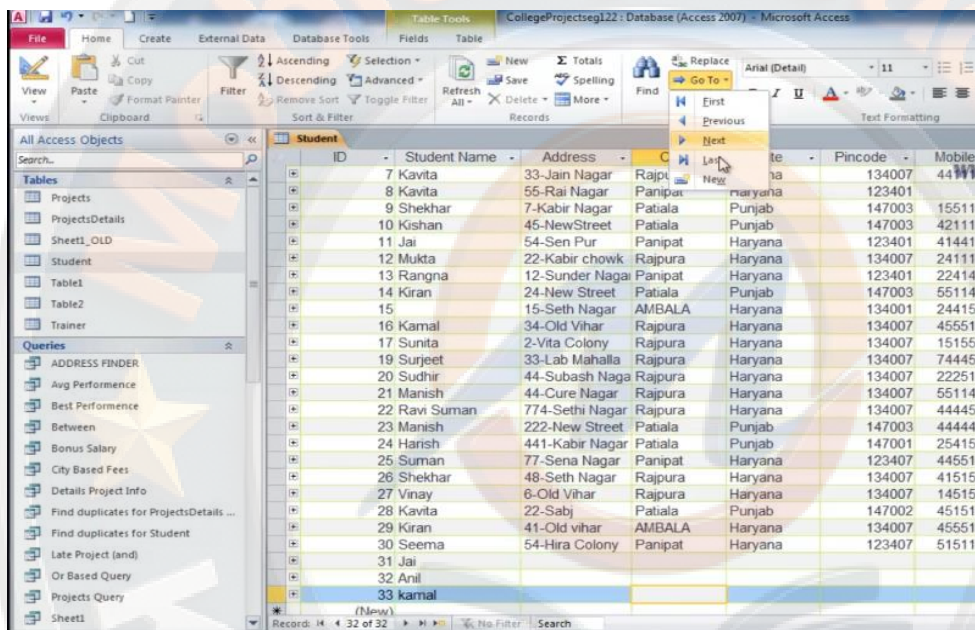 Table Tools CollegeProjectseg122 : Database (Access 2007) - Microsoft Access
File Home Create External Data Database Tools Fields Table
View Paste Cut Copy Format Painter Filter Ascending Descending Remove Sort Selection Advanced Toggle Filter Refresh All New Save Delete Totals Spelling More Find Replace Go To Arial (Detail) 11 I U A
Views Clipboard Sort & Filter Records Text Formatting
First
Previous
Next
Last
New
All Access Objects
Search...
Tables
Projects
ProjectsDetails
Sheet1_OLD
Student
Table1
Table2
Trainer
Queries
ADDRESS FINDER
Avg Performence
Best Performence
Between
Bonus Salary
City Based Fees
Details Project Info
Find duplicates for ProjectsDetails ...
Find duplicates for Student
Late Project (and)
Or Based Query
Projects Query
Sheet1
Student
ID Student Name Address Pincode Mobile
7 Kavita 33-Jain Nagar 134007
8 Kavita 55-Rai Nagar Panipat Haryana 123401
9 Shekhar 7-Kabir Nagar Patiala Punjab 147003 15511
10 Kishan 45-NewStreet Patiala Punjab 147003 42111
11 Jai 54-Sen Pur Panipat Haryana 123401 41441
12 Mukta 22-Kabir chowk Rajpura Haryana 134007 24111
13 Rangna 12-Sunder Nagar Panipat Haryana 123401 22414
14 Kiran 24-New Street Patiala Punjab 147003 55114
15 15-Seth Nagar AMBALA Haryana 134001 24415
16 Kamal 34-Old Vihar Rajpura Haryana 134007 45551
17 Sunita 2-Vita Colony Rajpura Haryana 134007 15155
19 Surjeet 33-Lab Mahalla Rajpura Haryana 134007 74445
20 Sudhir 44-Subash Naga Rajpura Haryana 134007 22251
21 Manish 44-Cure Nagar Rajpura Haryana 134007 55114
22 Ravi Suman 774-Sethi Nagar Rajpura Haryana 134007 44445
23 Manish 222-New Street Patiala Punjab 147003 44444
24 Harish 441-Kabir Nagar Patiala Punjab 147001 25415
25 Suman 77-Sena Nagar Panipat Haryana 123407 44551
26 Shekhar 48-Seth Nagar Rajpura Haryana 134007 41515
27 Vinay 6-Old Vihar Rajpura Haryana 134007 14515
28 Kavita 22-Sabj Patiala Punjab 147002 45151
29 Kiran 41-Old vihar AMBALA Haryana 134007 45551
30 Seema 54-Hira Colony Panipat Haryana 123407 51511
31 Jai
32 Anil
33 kamal
(New)
Record: 32 of 32 No Filter Search